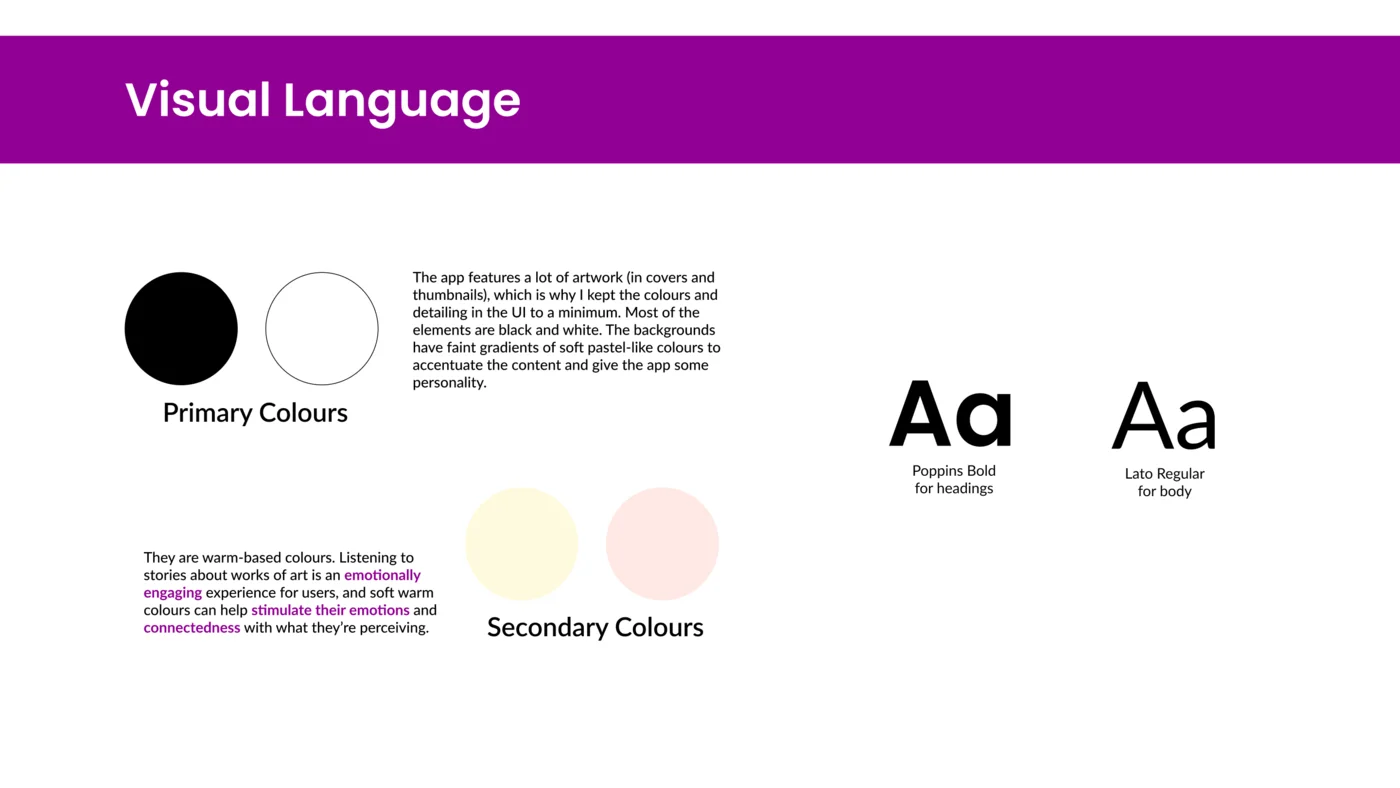 Visual Language
The app features a lot of artwork (in covers and
thumbnails), which is why I kept the colours and
detailing in the UI to a minimum. Most of the
elements are black and white. The backgrounds
have faint gradients of soft pastel-like colours to
accentuate the content and give the app some
personality.
Primary Colours
They are warm-based colours. Listening to
stories about works of art is an emotionally
engaging experience for users, and soft warm
colours can help stimulate their emotions and
connectedness with what they’re perceiving.
Secondary Colours
Aa
Poppins Bold
for headings
Aa
Lato Regular
for body